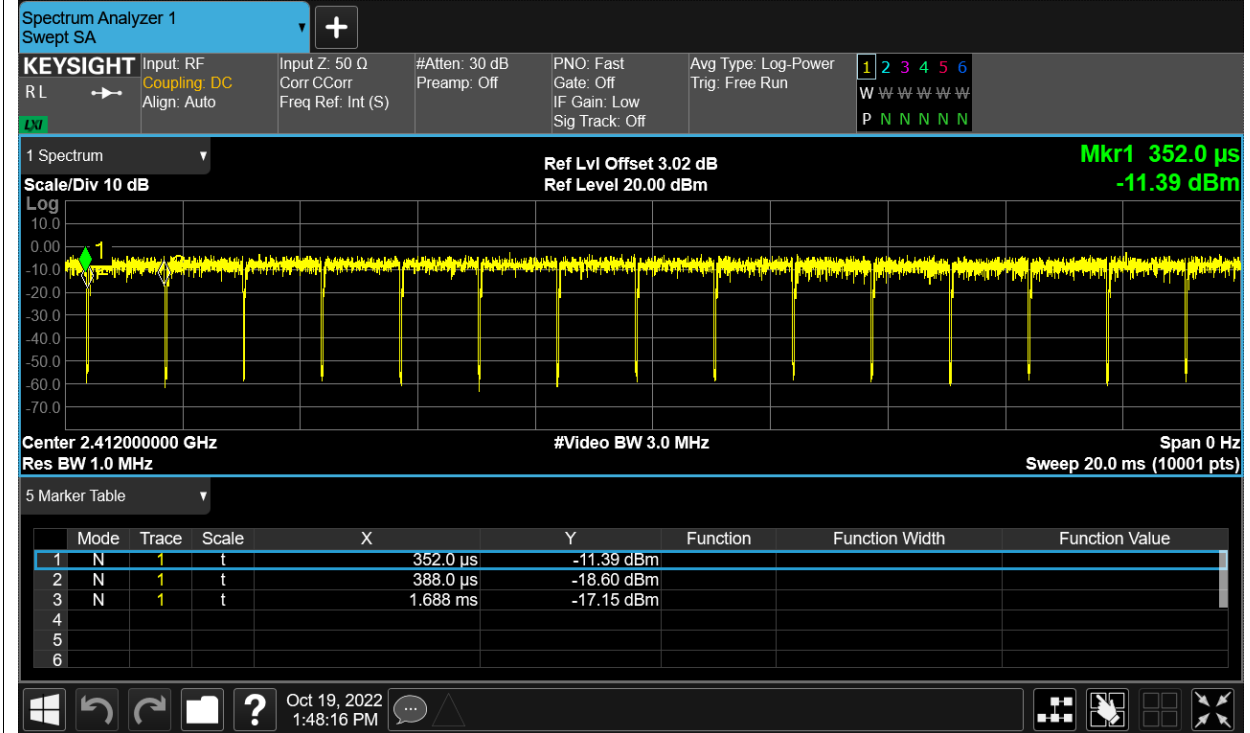 Spectrum Analyzer 1
Swept SA
+
KEYSIGHT Input: RF Input Z: 50 Ω #Atten: 30 dB PNO: Fast Avg Type: Log-Power 1 2 3 4 5 6
R L Coupling: DC Corr CCorr Preamp: Off Gate: Off Trig: Free Run W W W W W W
Align: Auto Freq Ref: Int (S) IF Gain: Low
LXI Sig Track: Off P N N N N N
1 Spectrum Ref Lvl Offset 3.02 dB Mkr1 352.0 µs
Scale/Div 10 dB Ref Level 20.00 dBm -11.39 dBm
Log
10.0
0.00 1
-10.0
-20.0
-30.0
-40.0
-50.0
-60.0
-70.0
Center 2.412000000 GHz #Video BW 3.0 MHz Span 0 Hz
Res BW 1.0 MHz Sweep 20.0 ms (10001 pts)
5 Marker Table
Mode Trace Scale X Y Function Function Width Function Value
1 N 1 t 352.0 µs -11.39 dBm
2 N 1 t 388.0 µs -18.60 dBm
3 N 1 t 1.688 ms -17.15 dBm
4
5
6
? Oct 19, 2022
1:48:16 PM